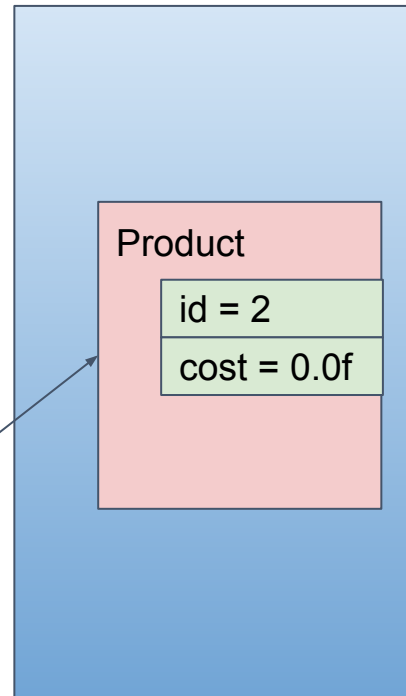 Product
id = 2
cost = 0.0f